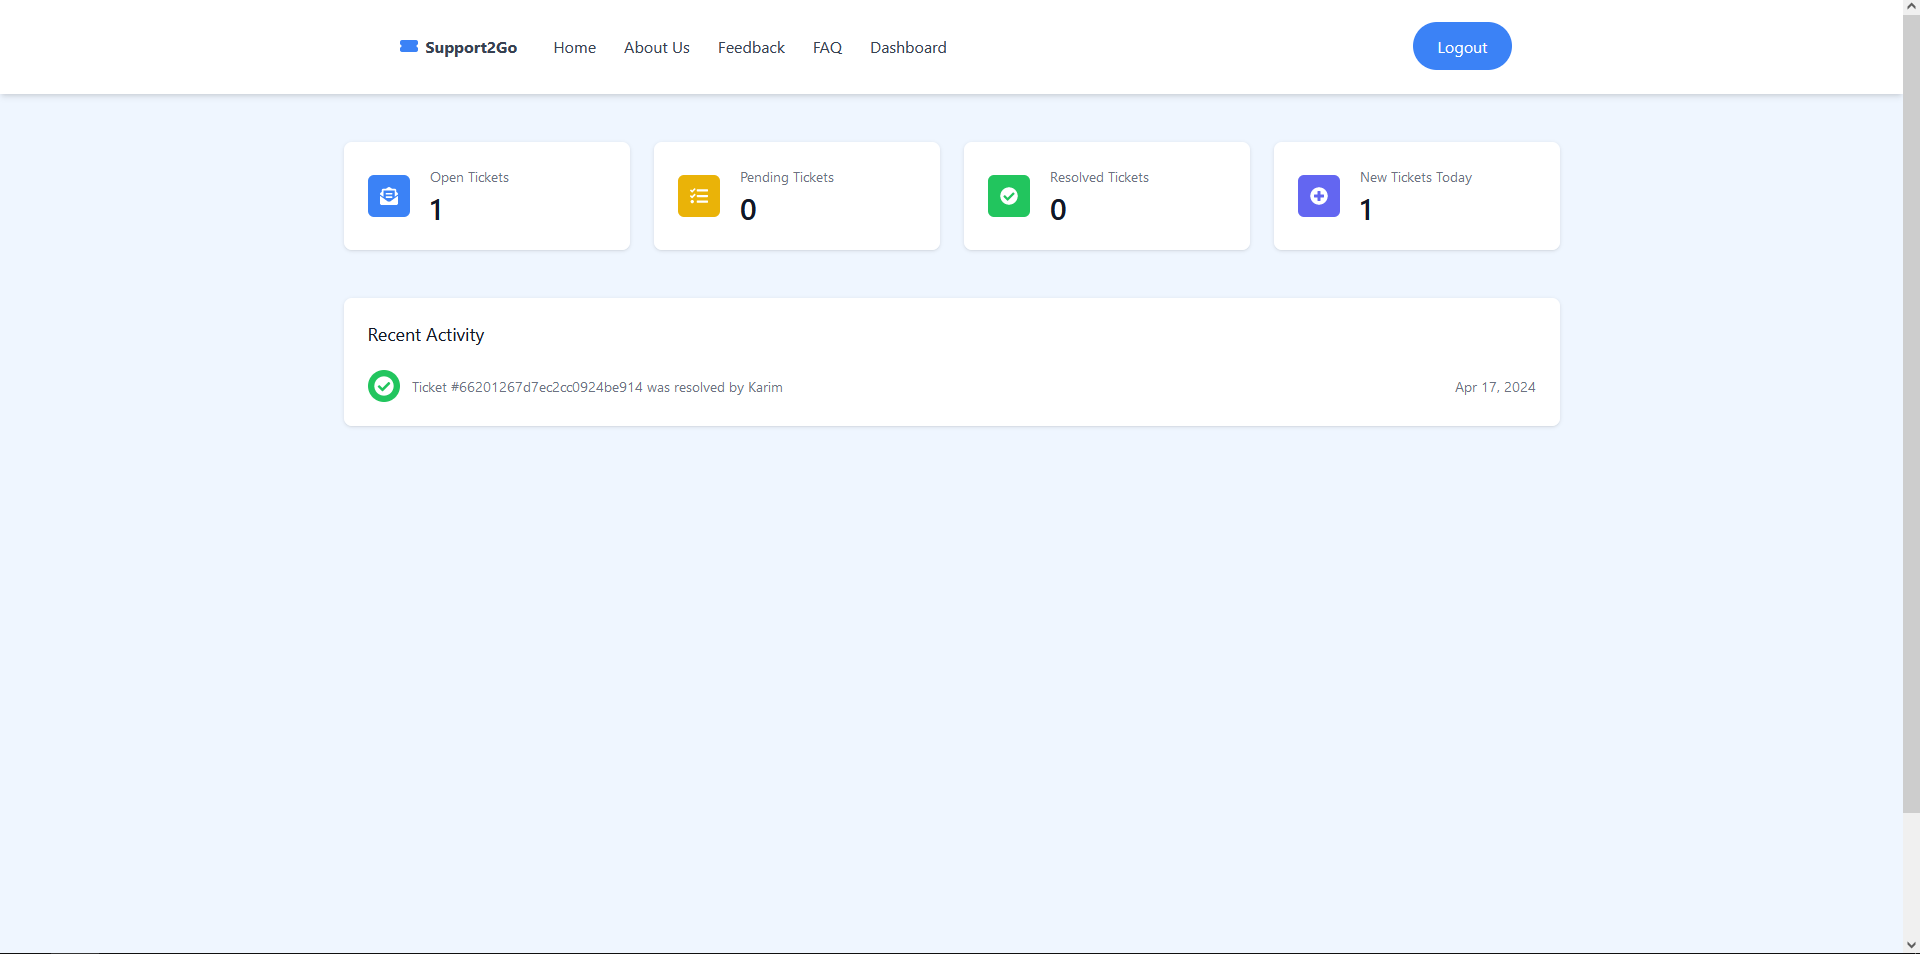 Support2Go Home About Us Feedback FAQ Dashboard Logout
Open Tickets
1
Pending Tickets
0
Resolved Tickets
0
New Tickets Today
1
Recent Activity
Ticket #66201267d7ec2cc0924be914 was resolved by Karim Apr 17, 2024